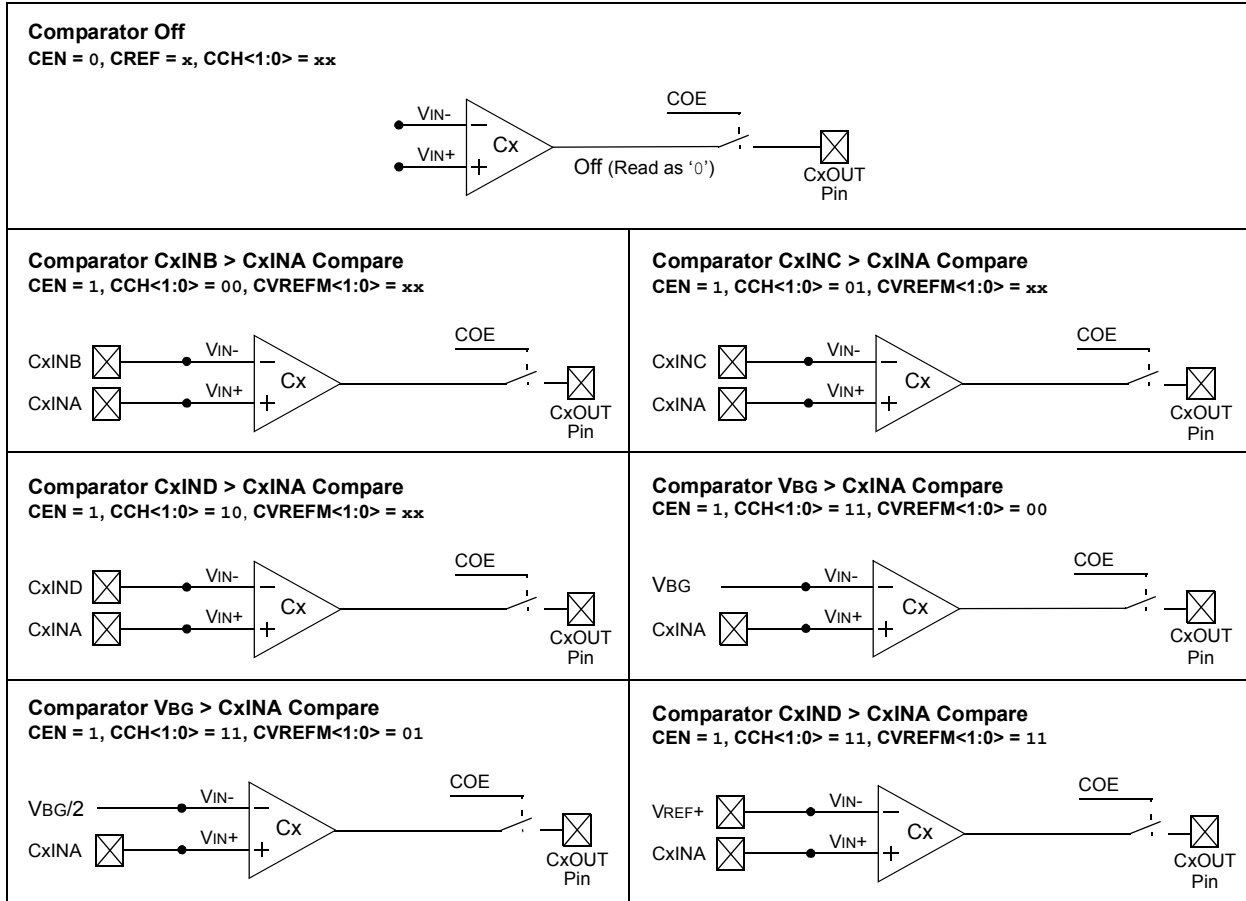 Comparator Off
CEN = 0, CREF = x, CCH<1:0> = xx
COE
VIN-
–
Cx
VIN+
+
Off (Read as ‘0’)
CxOUT
Pin
Comparator CxINB > CxINA Compare
CEN = 1, CCH<1:0> = 00, CVREFM<1:0> = xx
COE
CxINB
VIN-
–
Cx
CxINA
VIN+
+
CxOUT
Pin
Comparator CxINC > CxINA Compare
CEN = 1, CCH<1:0> = 01, CVREFM<1:0> = xx
COE
CxINC
VIN-
–
Cx
CxINA
VIN+
+
CxOUT
Pin
Comparator CxIND > CxINA Compare
CEN = 1, CCH<1:0> = 10, CVREFM<1:0> = xx
COE
CxIND
VIN-
–
Cx
CxINA
VIN+
+
CxOUT
Pin
Comparator VBG > CxINA Compare
CEN = 1, CCH<1:0> = 11, CVREFM<1:0> = 00
COE
VBG
VIN-
–
Cx
CxINA
VIN+
+
CxOUT
Pin
Comparator VBG > CxINA Compare
CEN = 1, CCH<1:0> = 11, CVREFM<1:0> = 01
COE
VBG/2
VIN-
–
Cx
CxINA
VIN+
+
CxOUT
Pin
Comparator CxIND > CxINA Compare
CEN = 1, CCH<1:0> = 11, CVREFM<1:0> = 11
COE
VREF+
VIN-
–
Cx
CxINA
VIN+
+
CxOUT
Pin